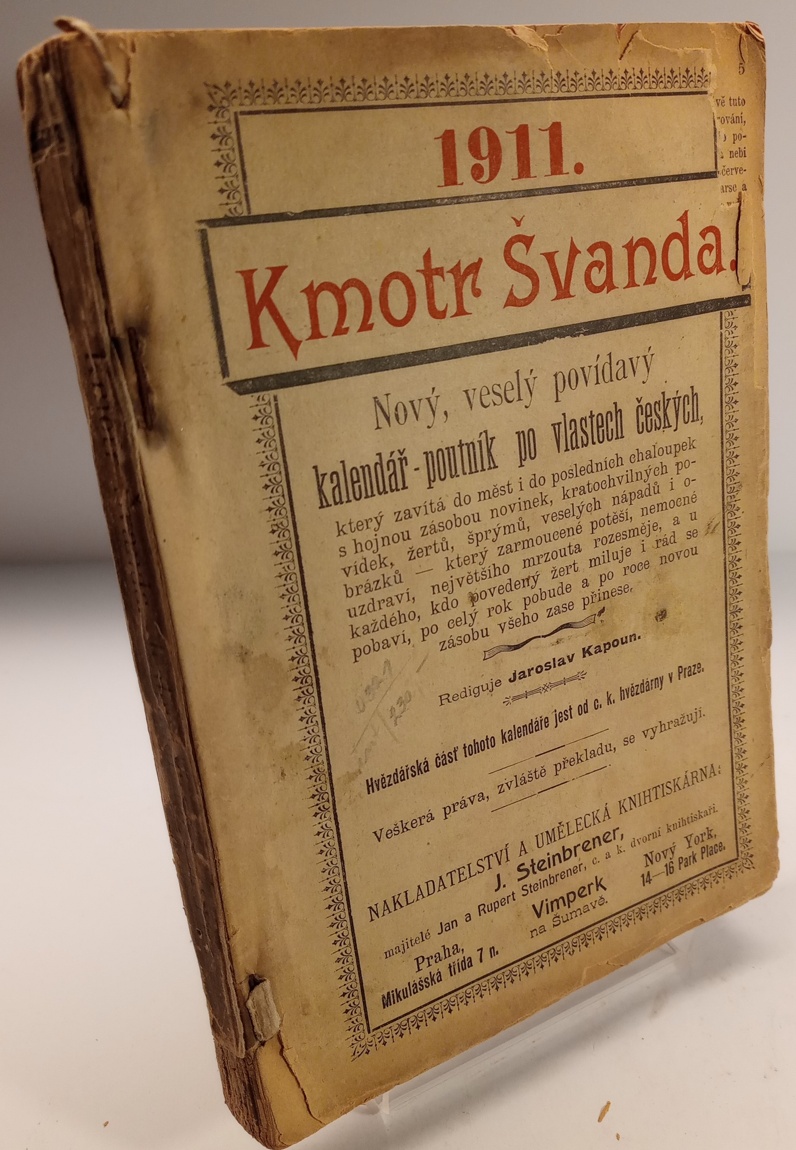 5
vě tuto
po-
nebi
červe-
1911.
Kmotr Švanda.
Nový, veselý povídavý
kalendář-poutník po vlastech českých,
který zavítá do měst i do posledních chaloupek
s hojnou zásobou novinek, kratochvilných po-
vídek, žertů, šprýmů, veselých nápadů i o-
brázků — který zarmoucené potěší, nemocné
uzdraví, největšího mrzouta rozesměje, a u
každého, kdo povedený žert miluje i rád se
pobaví, po celý rok pobude a po roce novou
zásobu všeho zase přinese.
Rediguje Jaroslav Kapoun.
Hvězdářská část tohoto kalendáře jest od c. k. hvězdárny v Praze.
Veškerá práva, zvláště překladu, se vyhražují.
NAKLADATELSTVÍ A UMĚLECKÁ KNIHTISKÁRNA:
J. Steinbrener,
majitelé Jan a Rupert Steinbrener, c. a k. dvorní knihtiskaři.
Praha, Vimperk Nový York,
Mikulášská třída 7 n. na Šumavě. 14—16 Park Place.
230